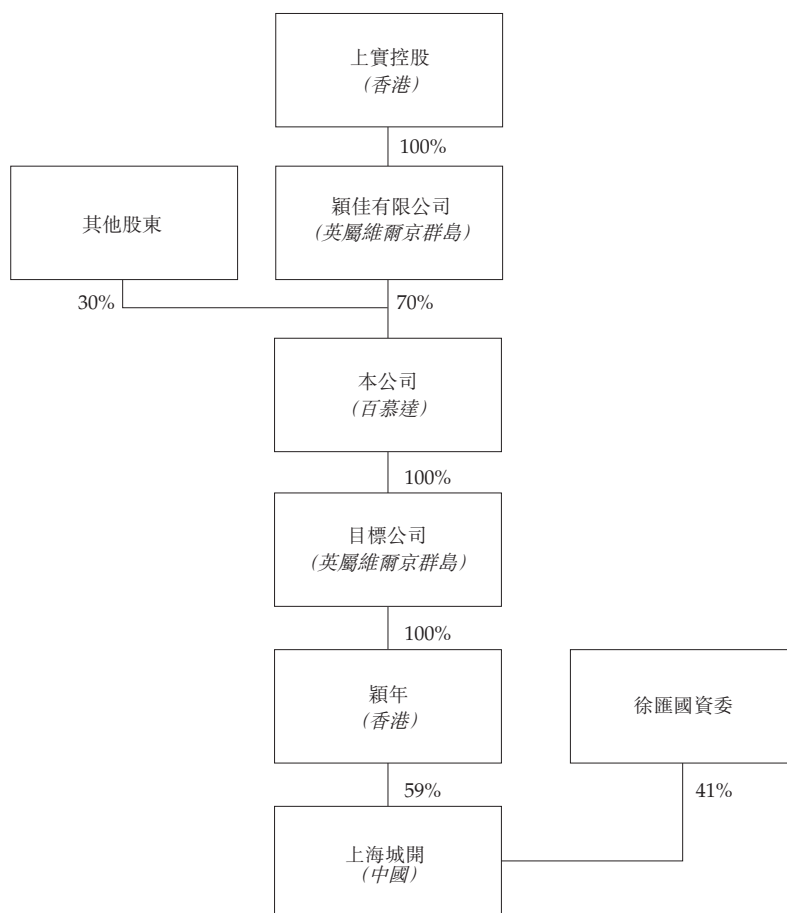 上實控股
(香港)
100%
其他股東
穎佳有限公司
(英屬維爾京群島)
30%
70%
本公司
(百慕達)
100%
目標公司
(英屬維爾京群島)
100%
穎年
(香港)
徐匯國資委
59%
41%
上海城開
(中國)